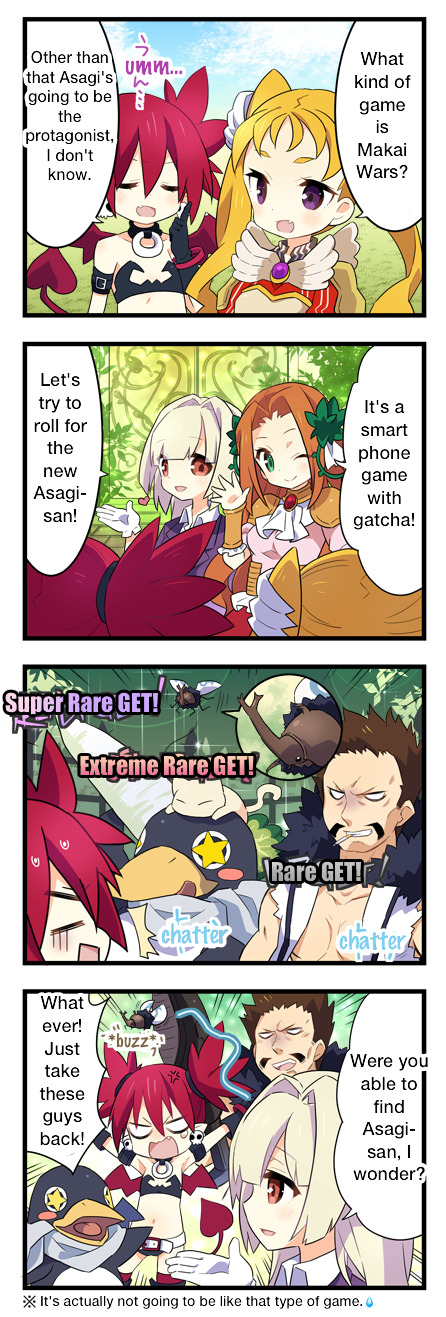 What
kind of
game
is
Makai
Wars?
うーん…
umm...
Other than
that Asagi's
going to be
the
protagonist,
I don't
know.
It's a
smart
phone
game
with
gatcha!
Let's
try to
roll for
the
new
Asagi-
san!
Super Rare GET!
Extreme Rare GET!
Rare GET!
chatter
chatter
Were you
able to
find
Asagi-
san, I
wonder?
*buzz*
What
ever!
Just
take
these
guys
back!
※ It's actually not going to be like that type of game.